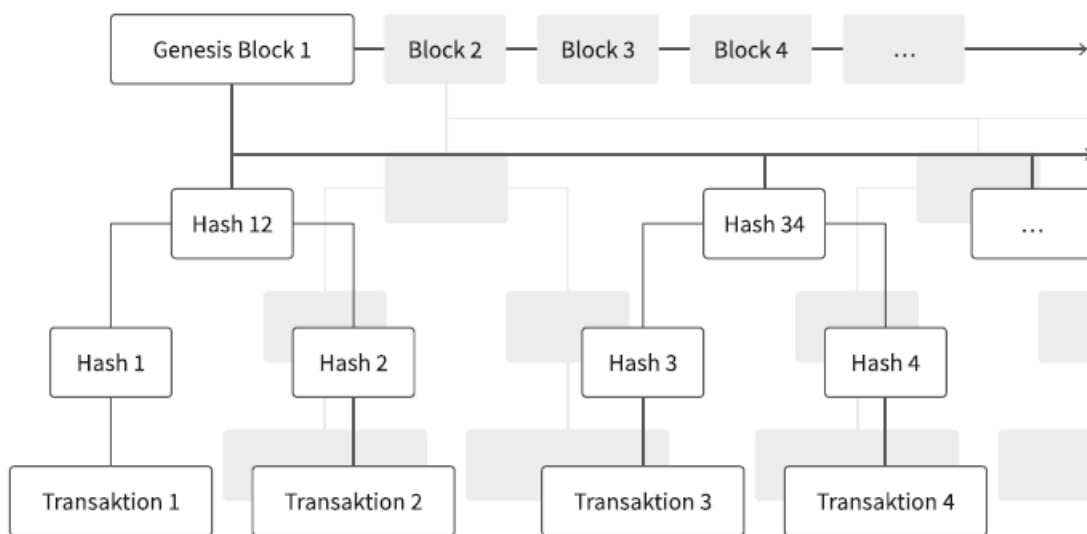 Genesis Block 1
Block 2
Block 3
Block 4
...
Hash 12
Hash 34
...
Hash 1
Hash 2
Hash 3
Hash 4
Transaktion 1
Transaktion 2
Transaktion 3
Transaktion 4